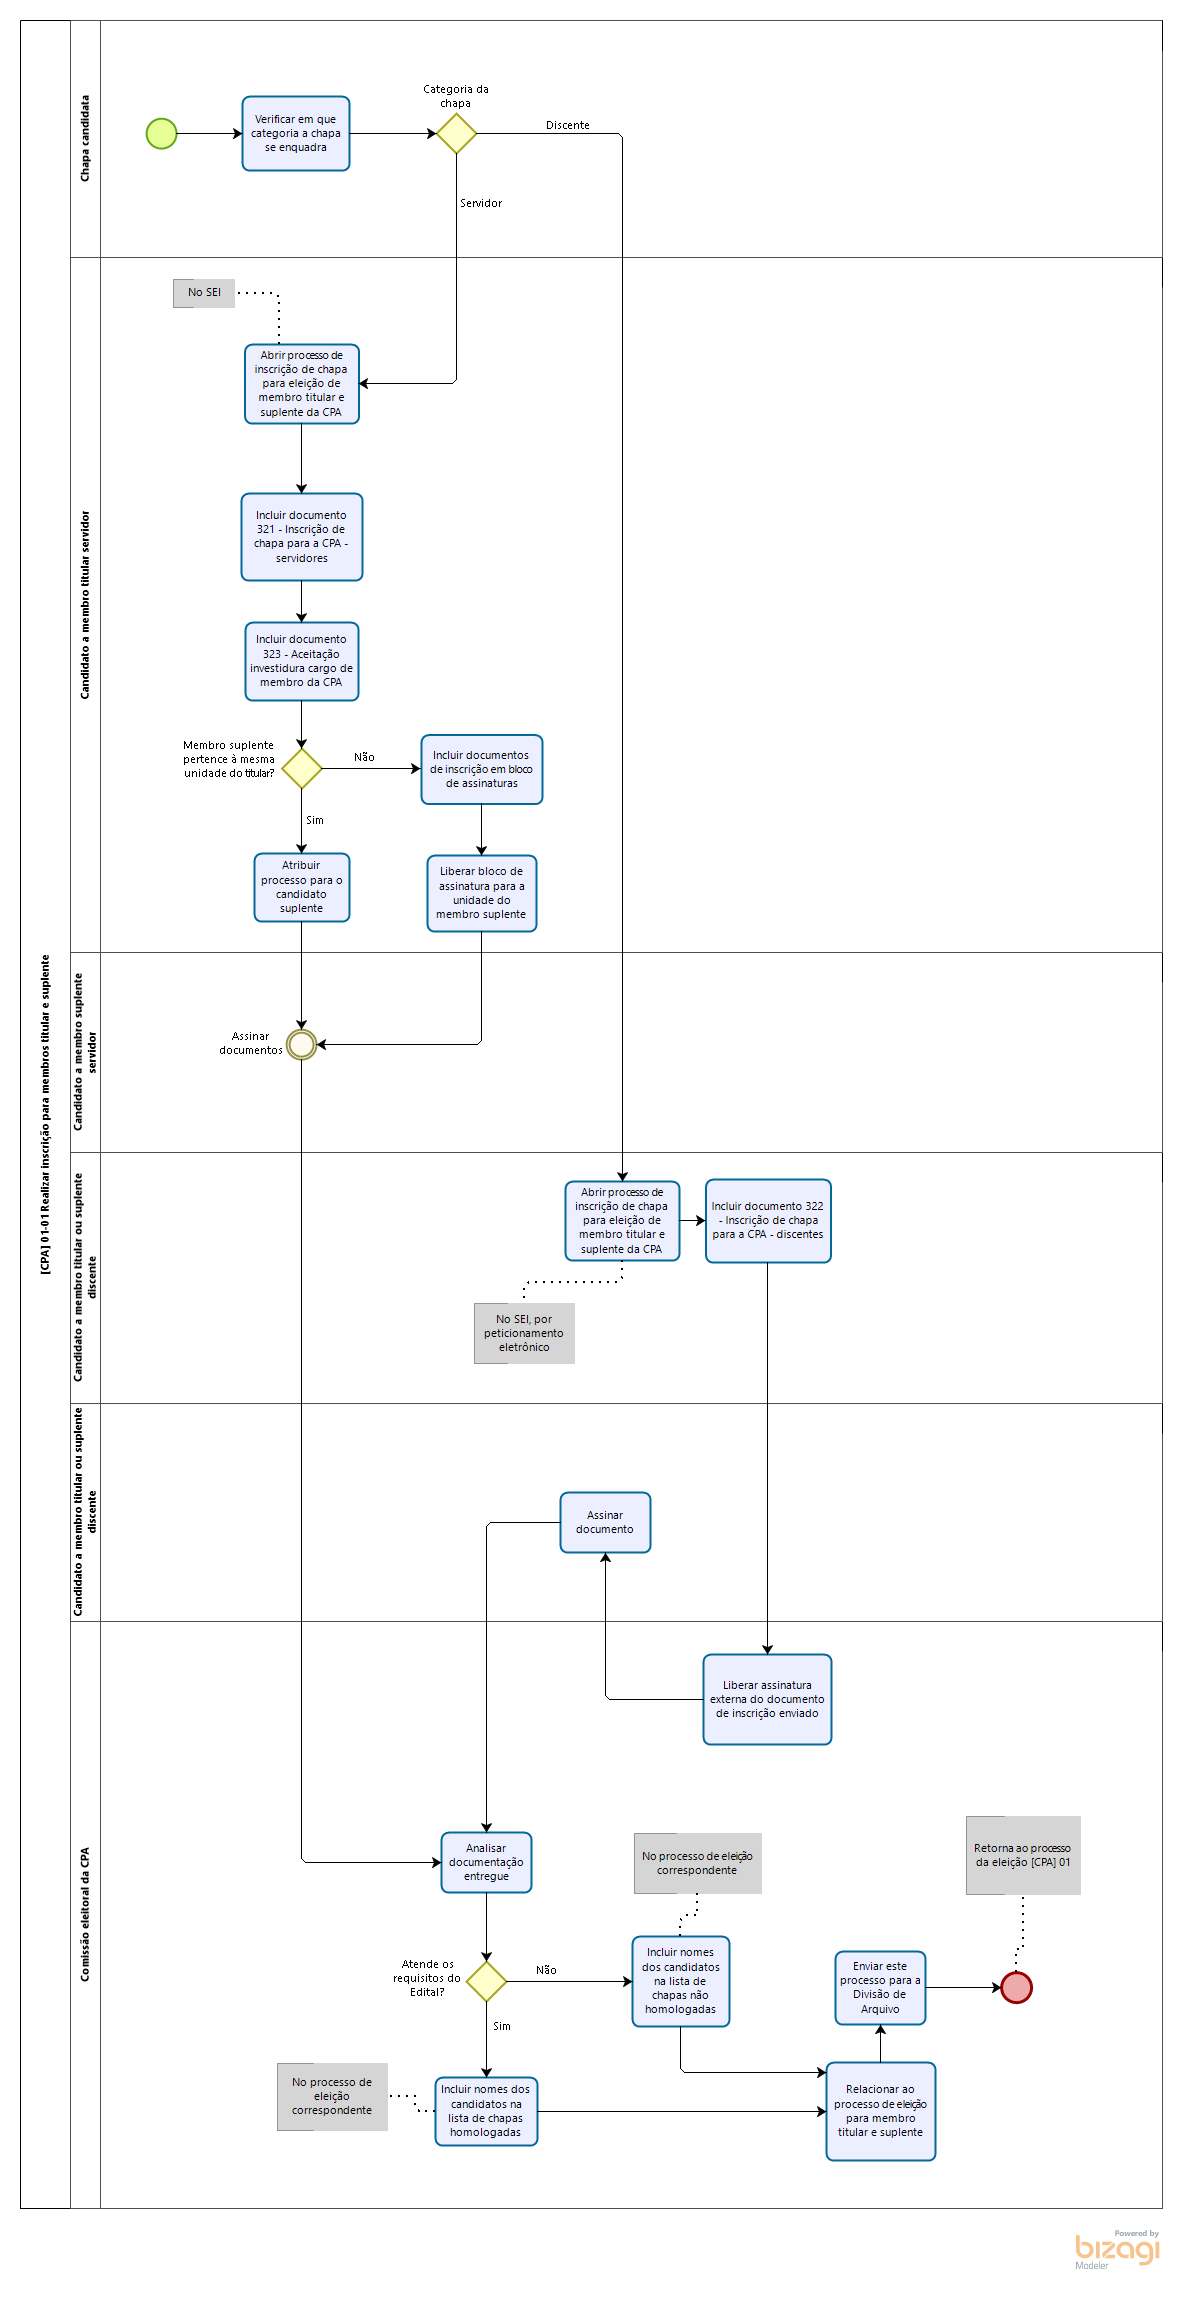 [CPA] 01-01 Realizar inscrição para membros titular e suplente
Chapa candidata
Verificar em que
categoria a chapa
se enquadra
Categoria da
chapa
Discente
Servidor
Candidato a membro titular servidor
No SEI
Abrir processo de
inscrição de chapa
para eleição de
membro titular e
suplente da CPA
Incluir documento
321 - Inscrição de
chapa para a CPA -
servidores
Incluir documento
323 - Aceitação
investidura cargo de
membro da CPA
Membro suplente
pertence à mesma
unidade do titular?
Não
Incluir documentos
de inscrição em bloco
de assinaturas
Sim
Atribuir
processo para o
candidato
suplente
Liberar bloco de
assinatura para a
unidade do
membro suplente
Candidato a membro suplente
servidor
Assinar
documentos
Candidato a membro titular ou suplente
discente
Abrir processo de
inscrição de chapa
para eleição de
membro titular e
suplente da CPA
Incluir documento 322
- Inscrição de chapa
para a CPA - discentes
No SEI, por
peticionamento
eletrônico
Candidato a membro titular ou suplente
discente
Assinar
documento
Comissão eleitoral da CPA
Liberar assinatura
externa do documento
de inscrição enviado
Analisar
documentação
entregue
No processo de eleição
correspondente
Retorna ao processo
da eleição [CPA] 01
Atende os
requisitos do
Edital?
Não
Incluir nomes
dos candidatos
na lista de
chapas não
homologadas
Enviar este
processo para a
Divisão de
Arquivo
Sim
No processo de
eleição
correspondente
Incluir nomes dos
candidatos na
lista de chapas
homologadas
Relacionar ao
processo de eleição
para membro
titular e suplente
Powered by
bizagi
Modeler